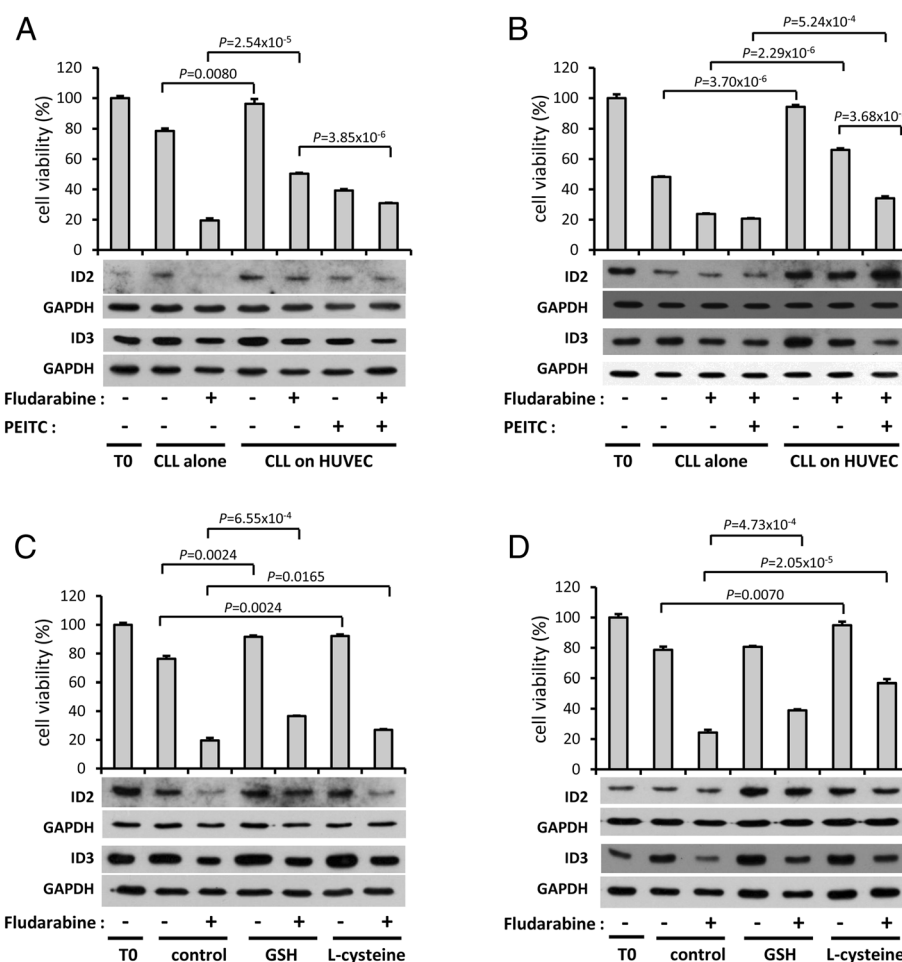 A
P=2.54x10-5
P=0.0080
P=3.85x10-6
120
100
80
60
40
20
0
cell viability (%)
ID2
GAPDH
ID3
GAPDH
Fludarabine : - - + - + - +
PEITC : - - - - - + +
T0 CLL alone CLL on HUVEC
B
P=5.24x10-4
P=2.29x10-6
P=3.70x10-6
P=3.68x10-
120
100
80
60
40
20
0
cell viability (%)
ID2
GAPDH
ID3
GAPDH
Fludarabine : - - + + - + +
PEITC : - - - + - - +
T0 CLL alone CLL on HUVEC
C
P=6.55x10-4
P=0.0024
P=0.0165
P=0.0024
120
100
80
60
40
20
0
cell viability (%)
ID2
GAPDH
ID3
GAPDH
Fludarabine : - - + - + - +
T0 control GSH L-cysteine
D
P=4.73x10-4
P=2.05x10-5
P=0.0070
120
100
80
60
40
20
0
cell viability (%)
ID2
GAPDH
ID3
GAPDH
Fludarabine : - - + - + - +
T0 control GSH L-cysteine